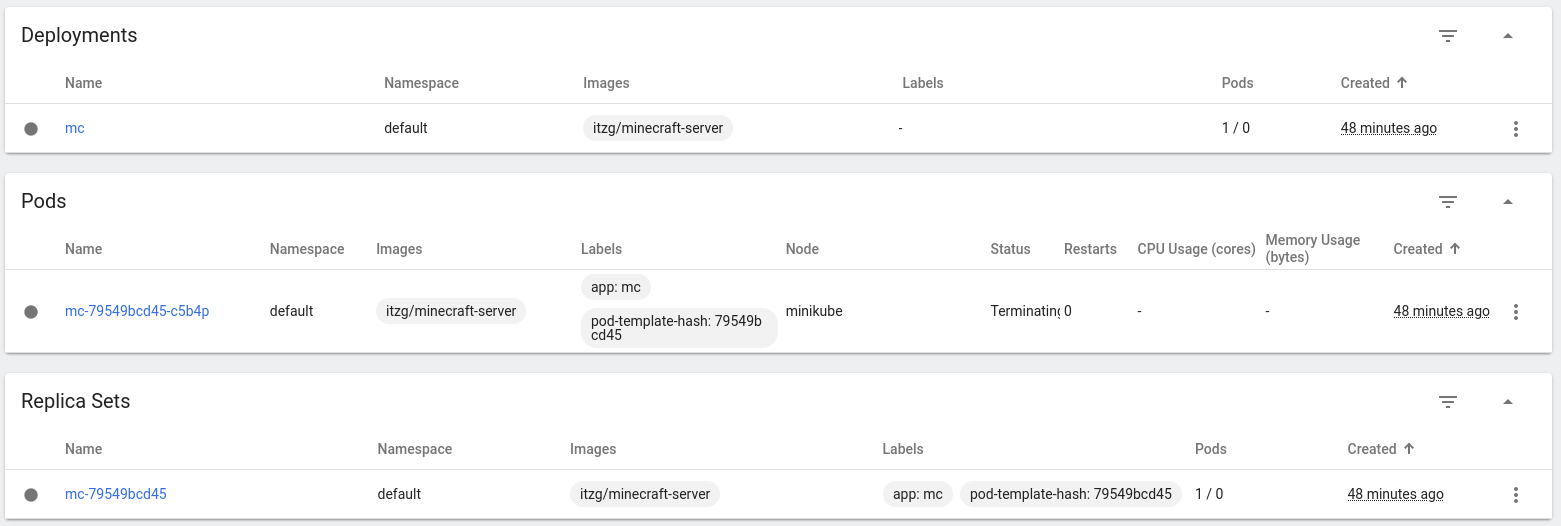 Deployments
Name Namespace Images Labels Pods Created
mc default itzg/minecraft-server - 1 / 0 48 minutes ago
Pods
Name Namespace Images Labels Node Status Restarts CPU Usage (cores) Memory Usage (bytes) Created
mc-79549bcd45-c5b4p default itzg/minecraft-server app: mc pod-template-hash: 79549bcd45 minikube Terminating 0 - - 48 minutes ago
Replica Sets
Name Namespace Images Labels Pods Created
mc-79549bcd45 default itzg/minecraft-server app: mc pod-template-hash: 79549bcd45 1 / 0 48 minutes ago